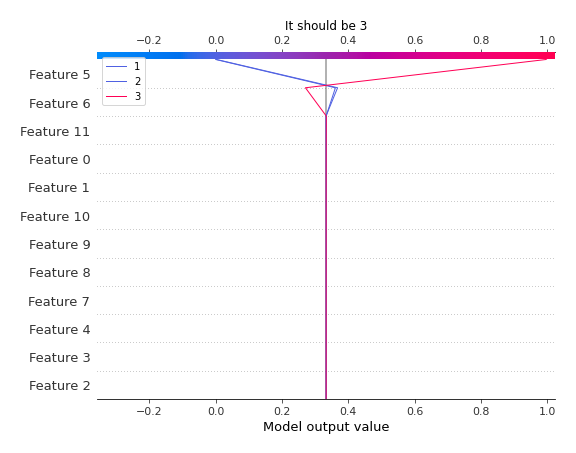 It should be 3
−0.2 0.0 0.2 0.4 0.6 0.8 1.0
1
2
3
Feature 5
Feature 6
Feature 11
Feature 0
Feature 1
Feature 10
Feature 9
Feature 8
Feature 7
Feature 4
Feature 3
Feature 2
−0.2 0.0 0.2 0.4 0.6 0.8 1.0
Model output value